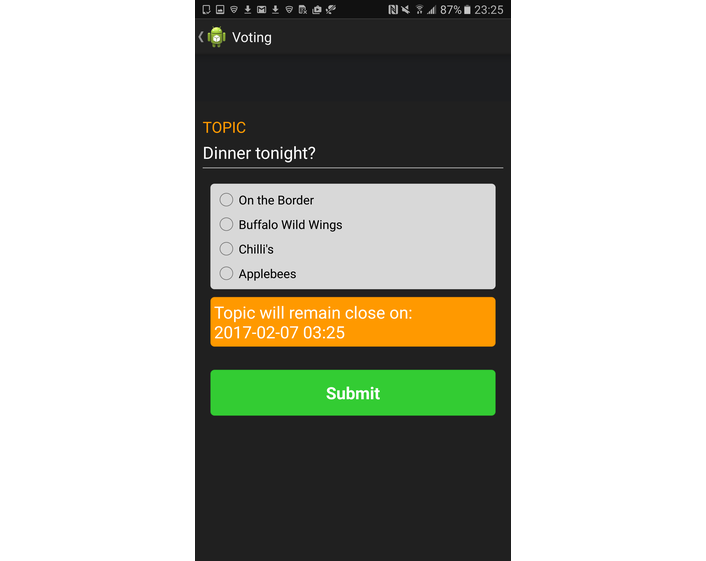 87% 23:25
Voting
TOPIC
Dinner tonight?
On the Border
Buffalo Wild Wings
Chilli's
Applebees
Topic will remain close on:
2017-02-07 03:25
Submit